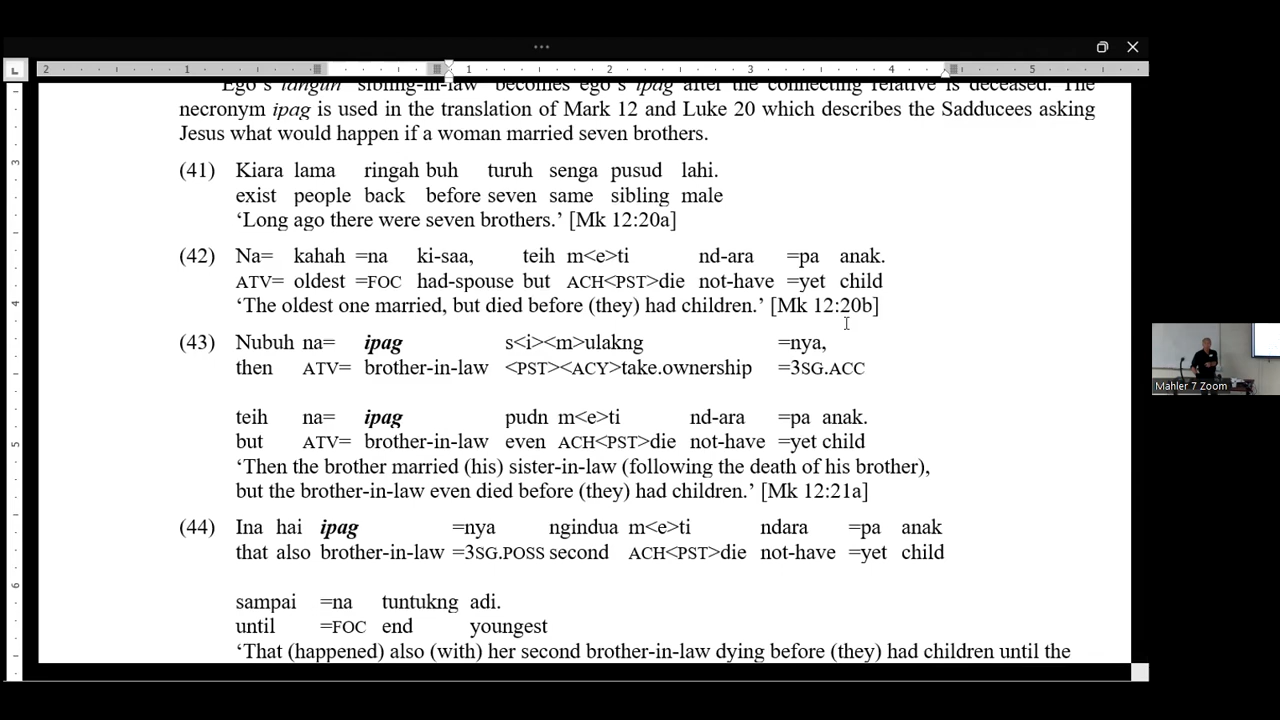 Ego's langun "sibling-in-law" becomes ego's ipag after the connecting relative is deceased. The
necronym ipag is used in the translation of Mark 12 and Luke 20 which describes the Sadducees asking
Jesus what would happen if a woman married seven brothers.
(41) Kiara lama ringah buh turuh senga pusud lahi.
exist people back before seven same sibling male
‘Long ago there were seven brothers.’ [Mk 12:20a]
(42) Na= kahah =na ki-saa, teih m<e>ti nd-ara =pa anak.
ATV= oldest =FOC had-spouse but ACH<PST>die not-have =yet child
‘The oldest one married, but died before (they) had children.’ [Mk 12:20b]
(43) Nubuh na= ipag s<i><m>ulakng =nya,
then ATV= brother-in-law <PST><ACY>take.ownership =3SG.ACC
teih na= ipag pudn m<e>ti nd-ara =pa anak.
but ATV= brother-in-law even ACH<PST>die not-have =yet child
‘Then the brother married (his) sister-in-law (following the death of his brother),
but the brother-in-law even died before (they) had children.’ [Mk 12:21a]
(44) Ina hai ipag =nya ngindua m<e>ti ndara =pa anak
that also brother-in-law =3SG.POSS second ACH<PST>die not-have =yet child
sampai =na tuntukng adi.
until =FOC end youngest
‘That (happened) also (with) her second brother-in-law dying before (they) had children until the
Mahler 7 Zoom